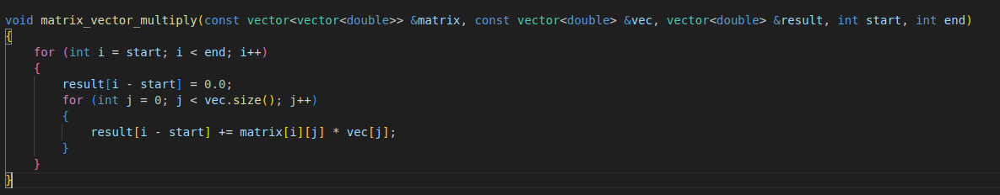 void matrix_vector_multiply(const vector<vector<double>> &matrix, const vector<double> &vec, vector<double> &result, int start, int end)
{
    for (int i = start; i < end; i++)
    {
        result[i - start] = 0.0;
        for (int j = 0; j < vec.size(); j++)
        {
            result[i - start] += matrix[i][j] * vec[j];
        }
    }
}